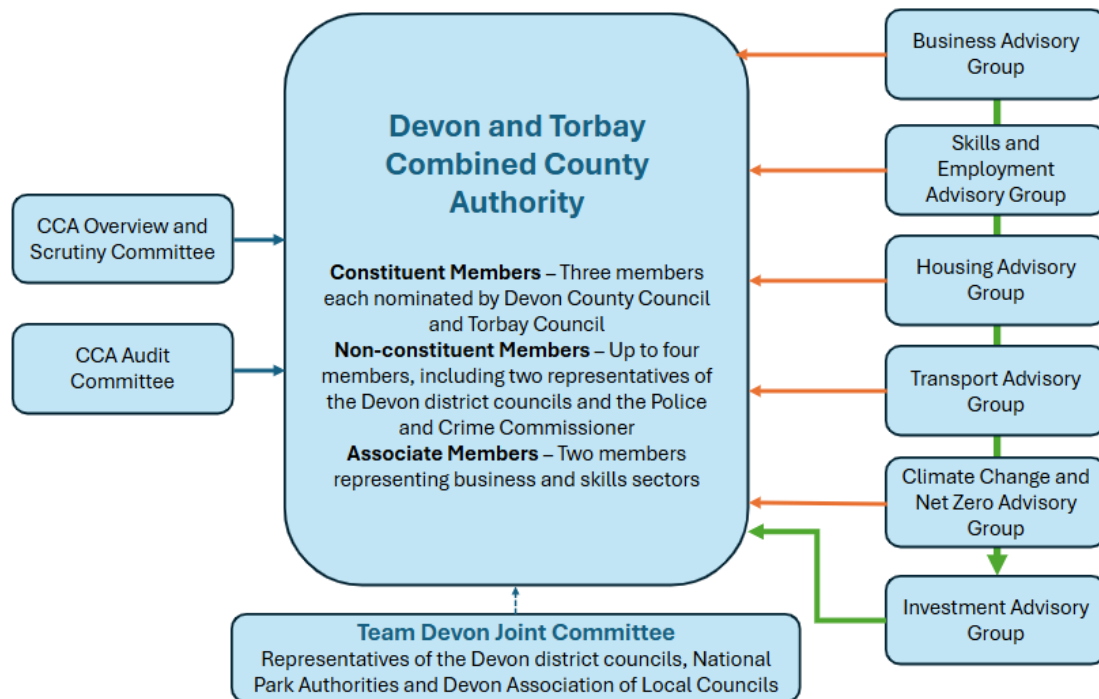 Devon and Torbay
Combined County
Authority
Constituent Members – Three members
each nominated by Devon County Council
and Torbay Council
Non-constituent Members – Up to four
members, including two representatives of
the Devon district councils and the Police
and Crime Commissioner
Associate Members – Two members
representing business and skills sectors
CCA Overview and
Scrutiny Committee
CCA Audit
Committee
Business Advisory
Group
Skills and
Employment
Advisory Group
Housing Advisory
Group
Transport Advisory
Group
Climate Change and
Net Zero Advisory
Group
Investment Advisory
Group
Team Devon Joint Committee
Representatives of the Devon district councils, National
Park Authorities and Devon Association of Local Councils